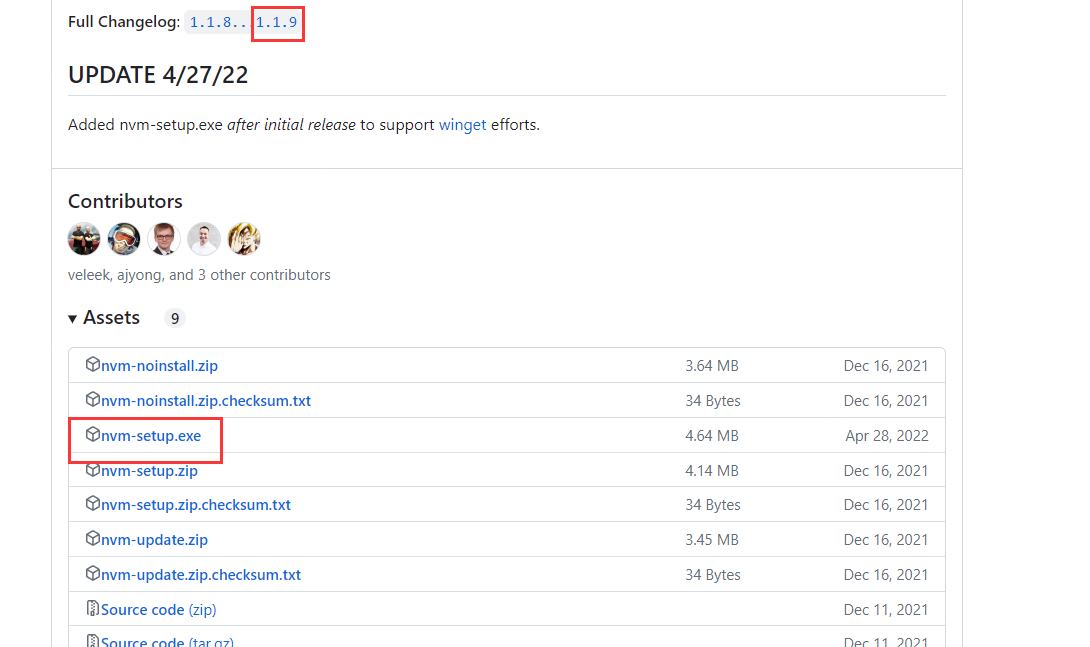 Full Changelog: 1.1.8...1.1.9
UPDATE 4/27/22
Added nvm-setup.exe after initial release to support winget efforts.
Contributors
veleek, ajyong, and 3 other contributors
Assets 9
nvm-noinstall.zip 3.64 MB Dec 16, 2021
nvm-noinstall.zip.checksum.txt 34 Bytes Dec 16, 2021
nvm-setup.exe 4.64 MB Apr 28, 2022
nvm-setup.zip 4.14 MB Dec 16, 2021
nvm-setup.zip.checksum.txt 34 Bytes Dec 16, 2021
nvm-update.zip 3.45 MB Dec 16, 2021
nvm-update.zip.checksum.txt 34 Bytes Dec 16, 2021
Source code (zip) Dec 11, 2021
Source code (tar.gz) Dec 11, 2021